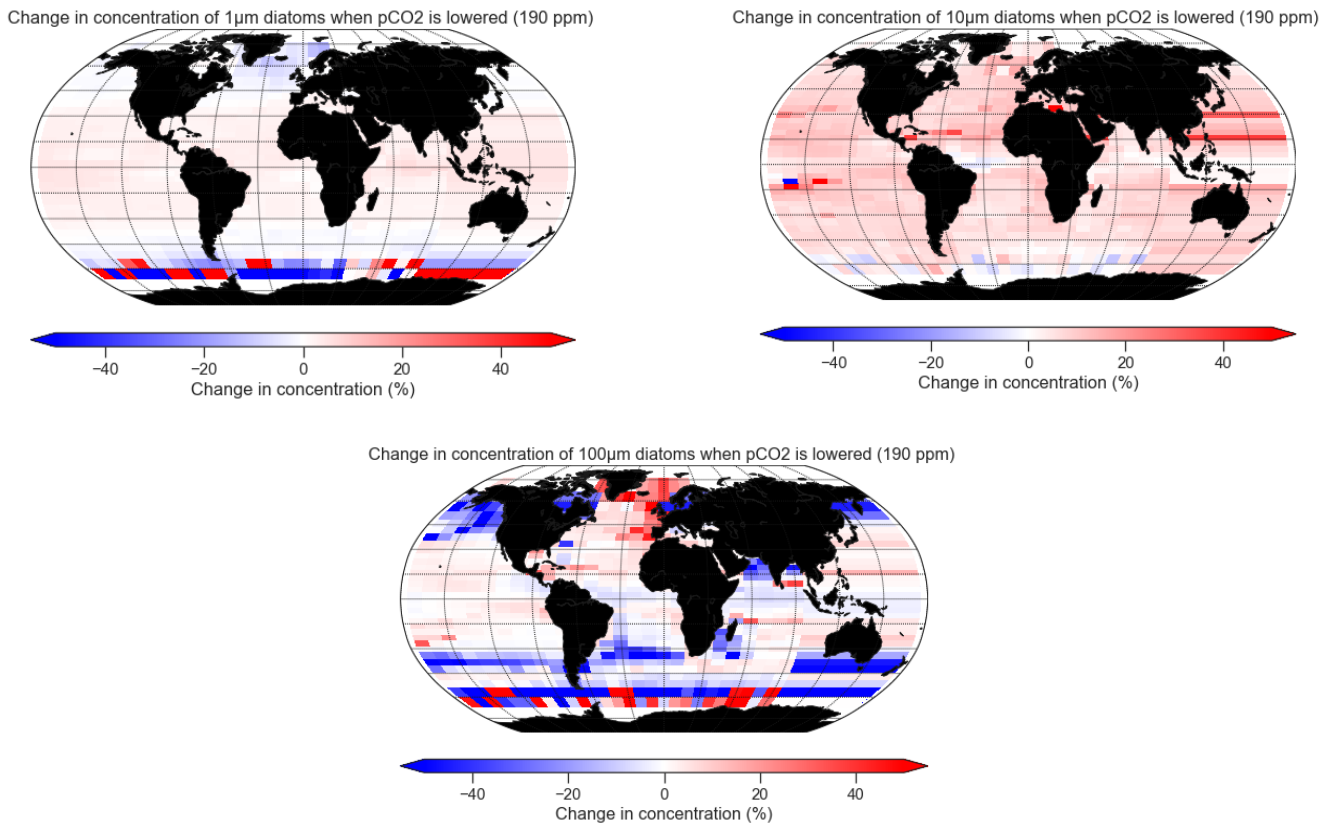 Change in concentration of 1μm diatoms when pCO2 is lowered (190 ppm)
−40 −20 0 20 40
Change in concentration (%)
Change in concentration of 10μm diatoms when pCO2 is lowered (190 ppm)
−40 −20 0 20 40
Change in concentration (%)
Change in concentration of 100μm diatoms when pCO2 is lowered (190 ppm)
−40 −20 0 20 40
Change in concentration (%)